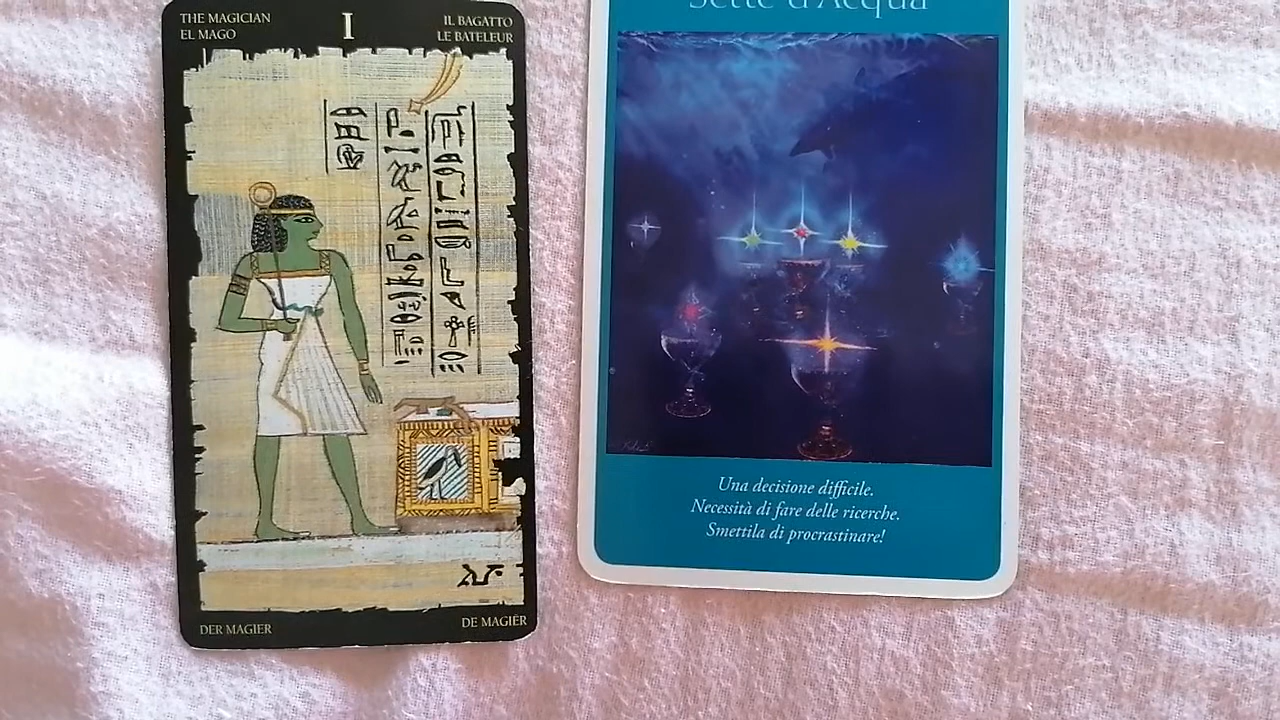 THE MAGICIAN
EL MAGO
I
IL BAGATTO
LE BATELEUR
DER MAGIER
DE MAGIËR
Sette d'Acqua
Una decisione difficile.
Necessità di fare delle ricerche.
Smettila di procrastinare!